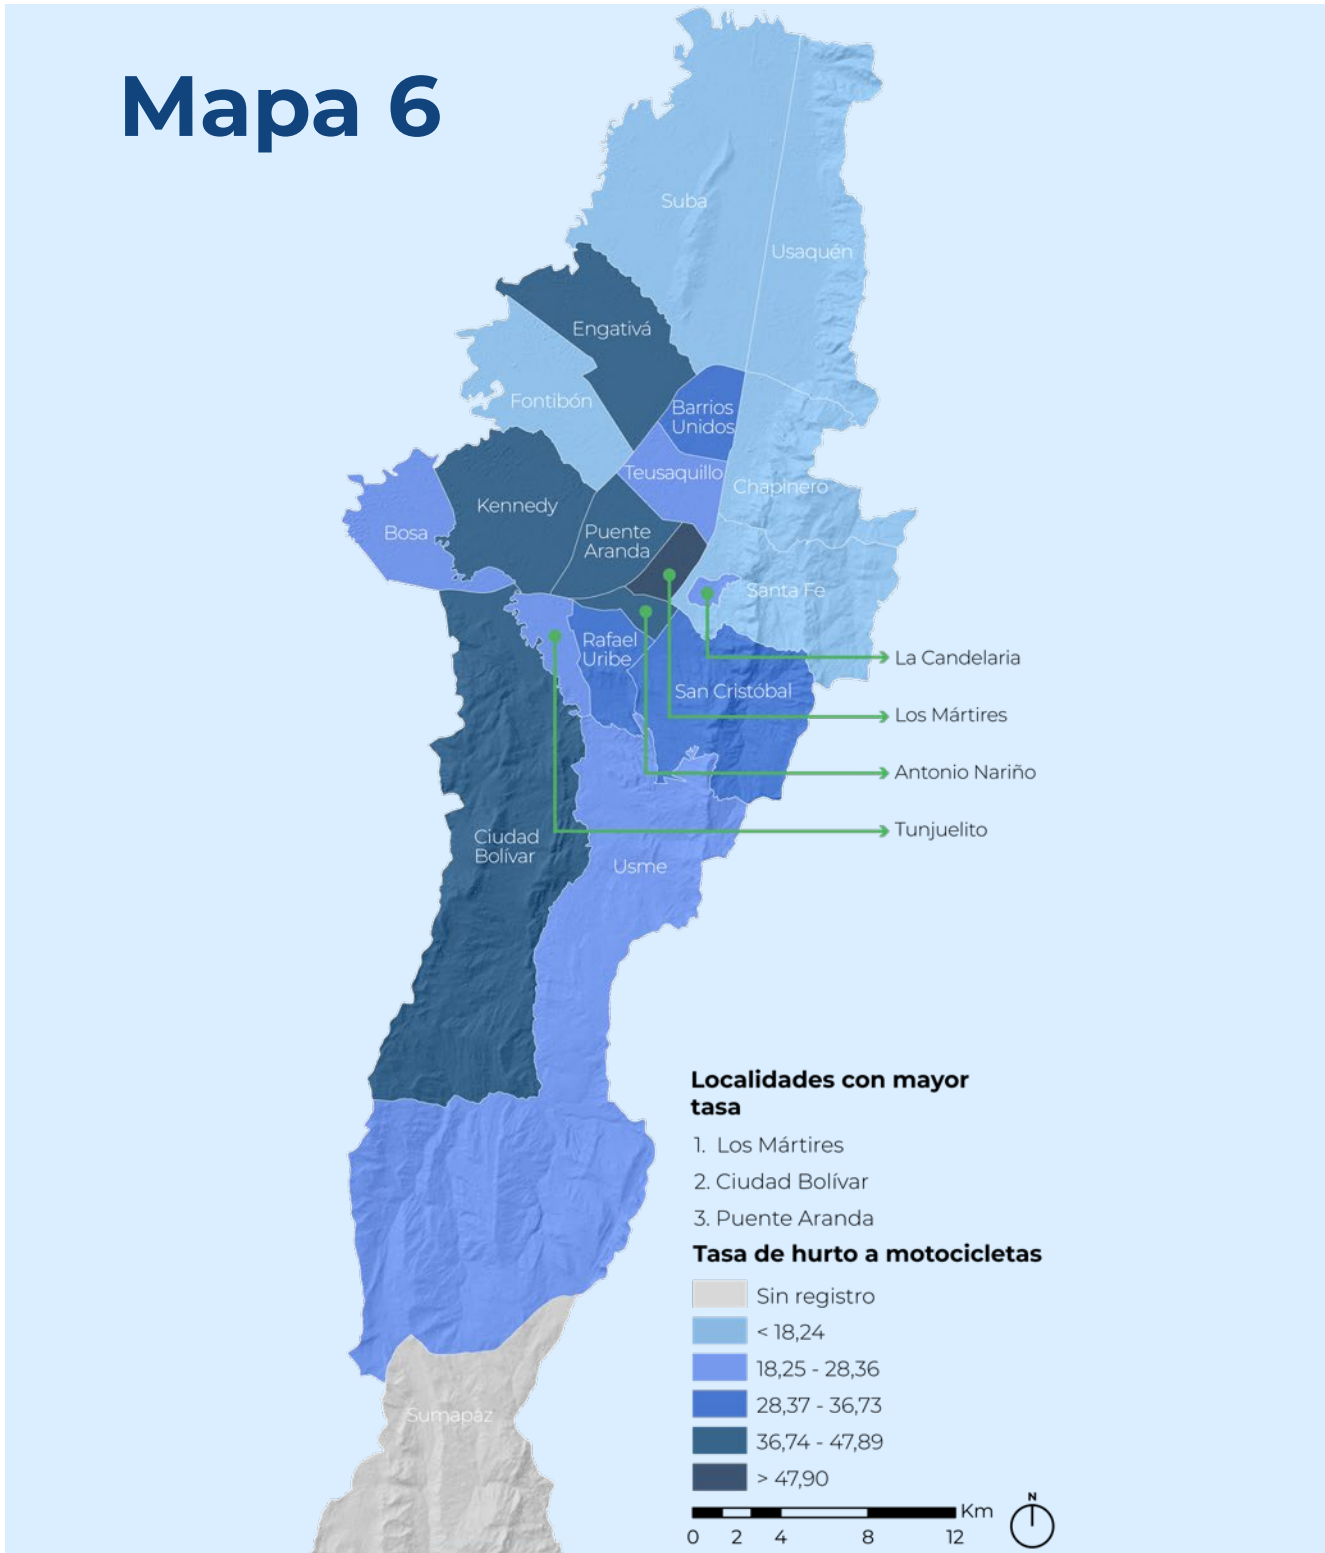 Mapa 6
Suba
Usaquén
Engativá
Fontibón
Barrios
Unidos
Teusaquillo
Chapinero
Kennedy
Bosa
Puente
Aranda
Santa Fe
Rafael
Uribe
La Candelaria
San Cristóbal
Los Mártires
Antonio Nariño
Tunjuelito
Ciudad
Bolívar
Usme
Localidades con mayor
tasa
1. Los Mártires
2. Ciudad Bolívar
3. Puente Aranda
Tasa de hurto a motocicletas
Sin registro
< 18,24
18,25 - 28,36
28,37 - 36,73
36,74 - 47,89
> 47,90
Sumapáz
Km
0 2 4 8 12
N